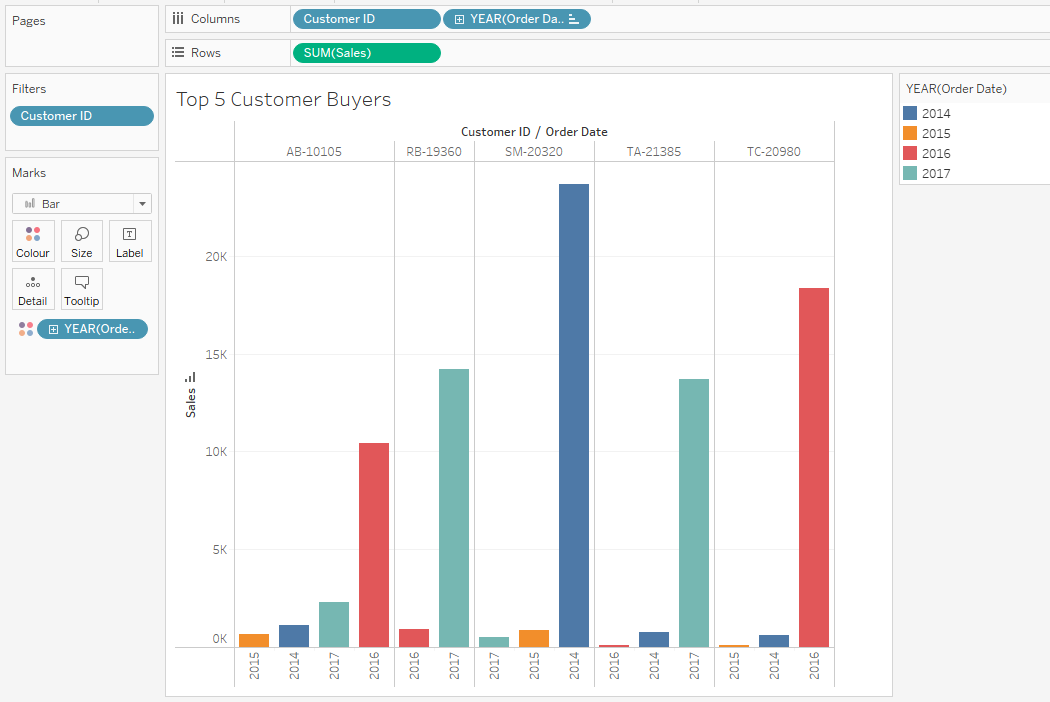 Pages
Columns
Customer ID
YEAR(Order Da..
Rows
SUM(Sales)
Filters
Customer ID
Marks
Bar
Colour
Size
Label
Detail
Tooltip
YEAR(Orde..
Top 5 Customer Buyers
Customer ID / Order Date
AB-10105 RB-19360 SM-20320 TA-21385 TC-20980
20K
15K
10K
5K
0K
Sales
2015 2014 2017 2016 2016 2017 2017 2015 2014 2016 2014 2017 2015 2014 2016
YEAR(Order Date)
2014
2015
2016
2017